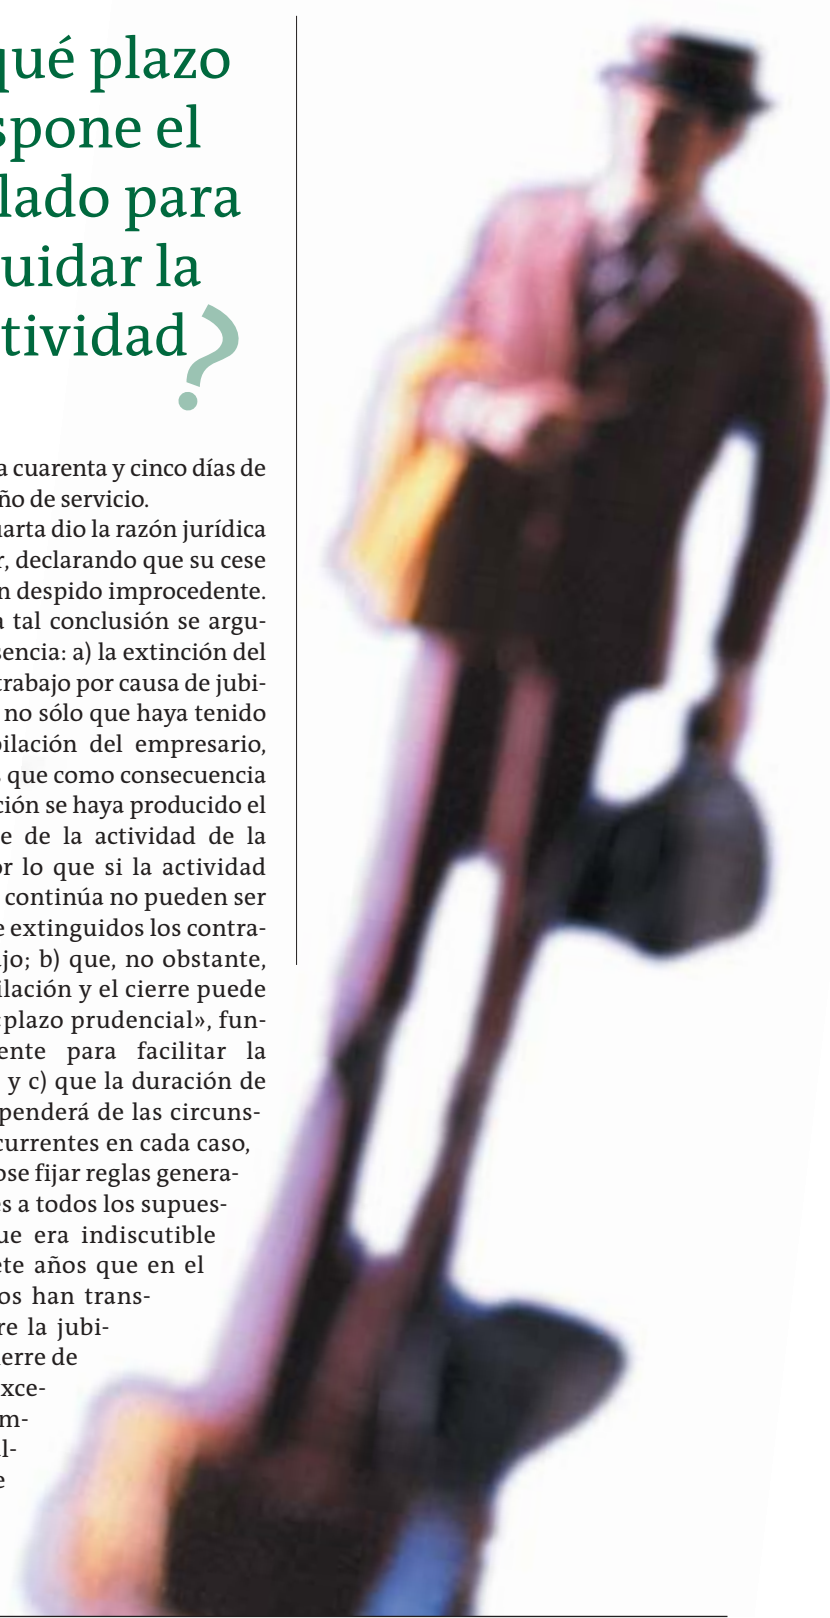 qué plazo
spone el
lado para
uidar la
tividad
?
a cuarenta y cinco días de
ño de servicio.
uarta dio la razón jurídica
r, declarando que su cese
n despido improcedente.
a tal conclusión se argu-
sencia: a) la extinción del
trabajo por causa de jubi-
no sólo que haya tenido
bilación del empresario,
s que como consecuencia
ción se haya producido el
e de la actividad de la
or lo que si la actividad
continúa no pueden ser
e extinguidos los contra-
ajo; b) que, no obstante,
ilación y el cierre puede
«plazo prudencial», fun-
ente para facilitar la
y c) que la duración de
penderá de las circuns-
currentes en cada caso,
ose fijar reglas genera-
es a todos los supues-
ue era indiscutible
ete años que en el
os han trans-
re la jubi-
ierre de
xce-
m-
l-
e